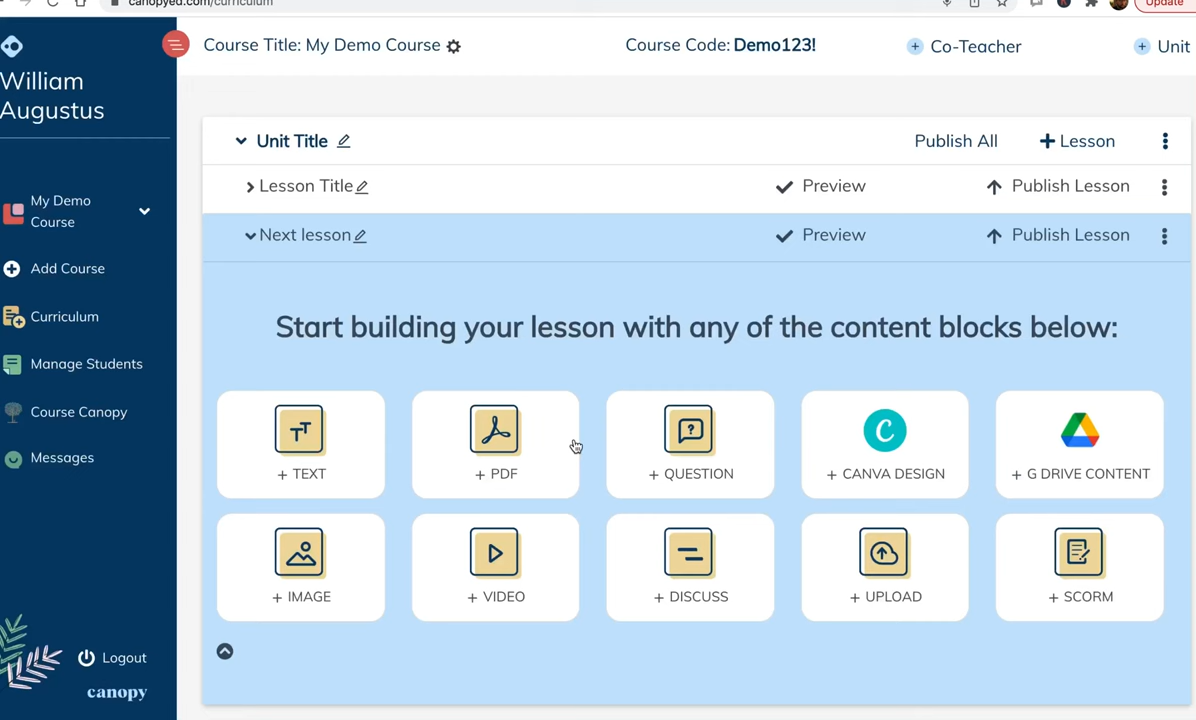 canopyed.com/curriculum
Update
William
Augustus
Course Title: My Demo Course
Course Code: Demo123!
+ Co-Teacher
+ Unit
My Demo
Course
Add Course
Curriculum
Manage Students
Course Canopy
Messages
Logout
canopy
Unit Title
Publish All
+ Lesson
Lesson Title
Preview
Publish Lesson
Next lesson
Preview
Publish Lesson
Start building your lesson with any of the content blocks below:
+ TEXT
+ PDF
+ QUESTION
+ CANVA DESIGN
+ G DRIVE CONTENT
+ IMAGE
+ VIDEO
+ DISCUSS
+ UPLOAD
+ SCORM